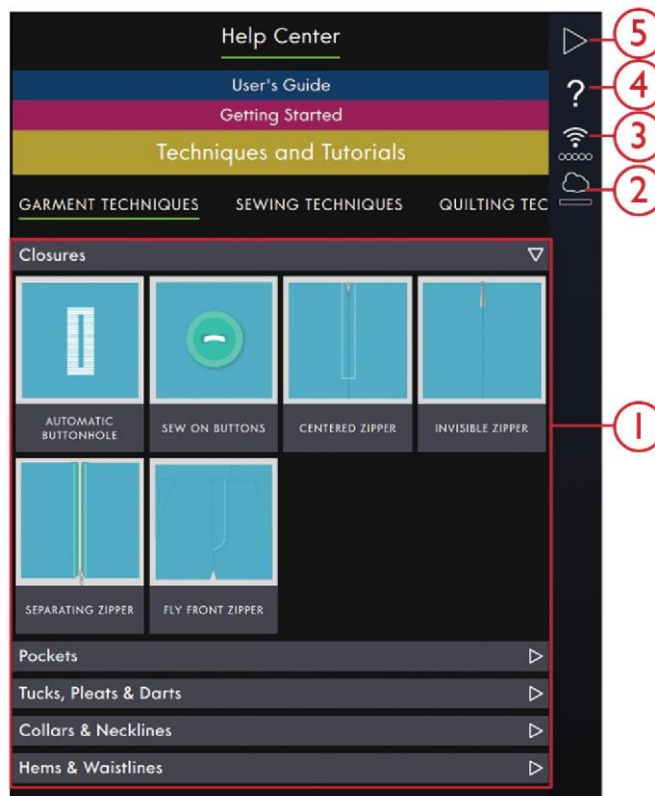 Help Center
User's Guide
Getting Started
Techniques and Tutorials
GARMENT TECHNIQUES SEWING TECHNIQUES QUILTING TEC
Closures
AUTOMATIC BUTTONHOLE
SEW ON BUTTONS
CENTERED ZIPPER
INVISIBLE ZIPPER
SEPARATING ZIPPER
FLY FRONT ZIPPER
Pockets
Tucks, Pleats & Darts
Collars & Necklines
Hems & Waistlines
5
?
4
3
2
1